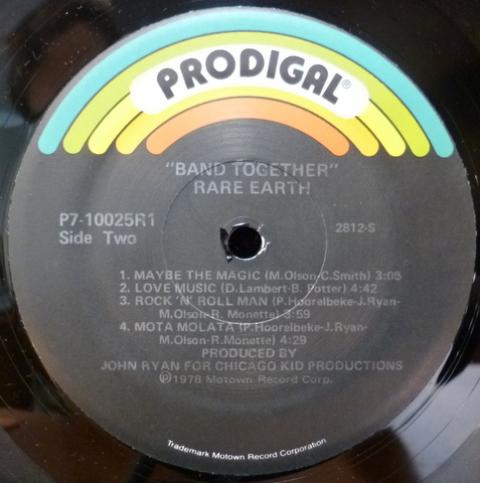 PRODIGAL®
"BAND TOGETHER"
RARE EARTH
P7-10025R1
Side Two
2812-S
1. MAYBE THE MAGIC (M.Olson-C.Smith) 3:05
2. LOVE MUSIC (D.Lambert-B. Potter) 4:42
3. ROCK 'N' ROLL MAN (P.Hoorelbeke-J.Ryan-
M.Olson-R. Monette) 3:59
4. MOTA MOLATA (P.Hoorelbeke-J.Ryan-
M.Olson-R.Monette) 4:29
PRODUCED BY
JOHN RYAN FOR CHICAGO KID PRODUCTIONS
℗1978 Motown Record Corp.
Trademark Motown Record Corporation